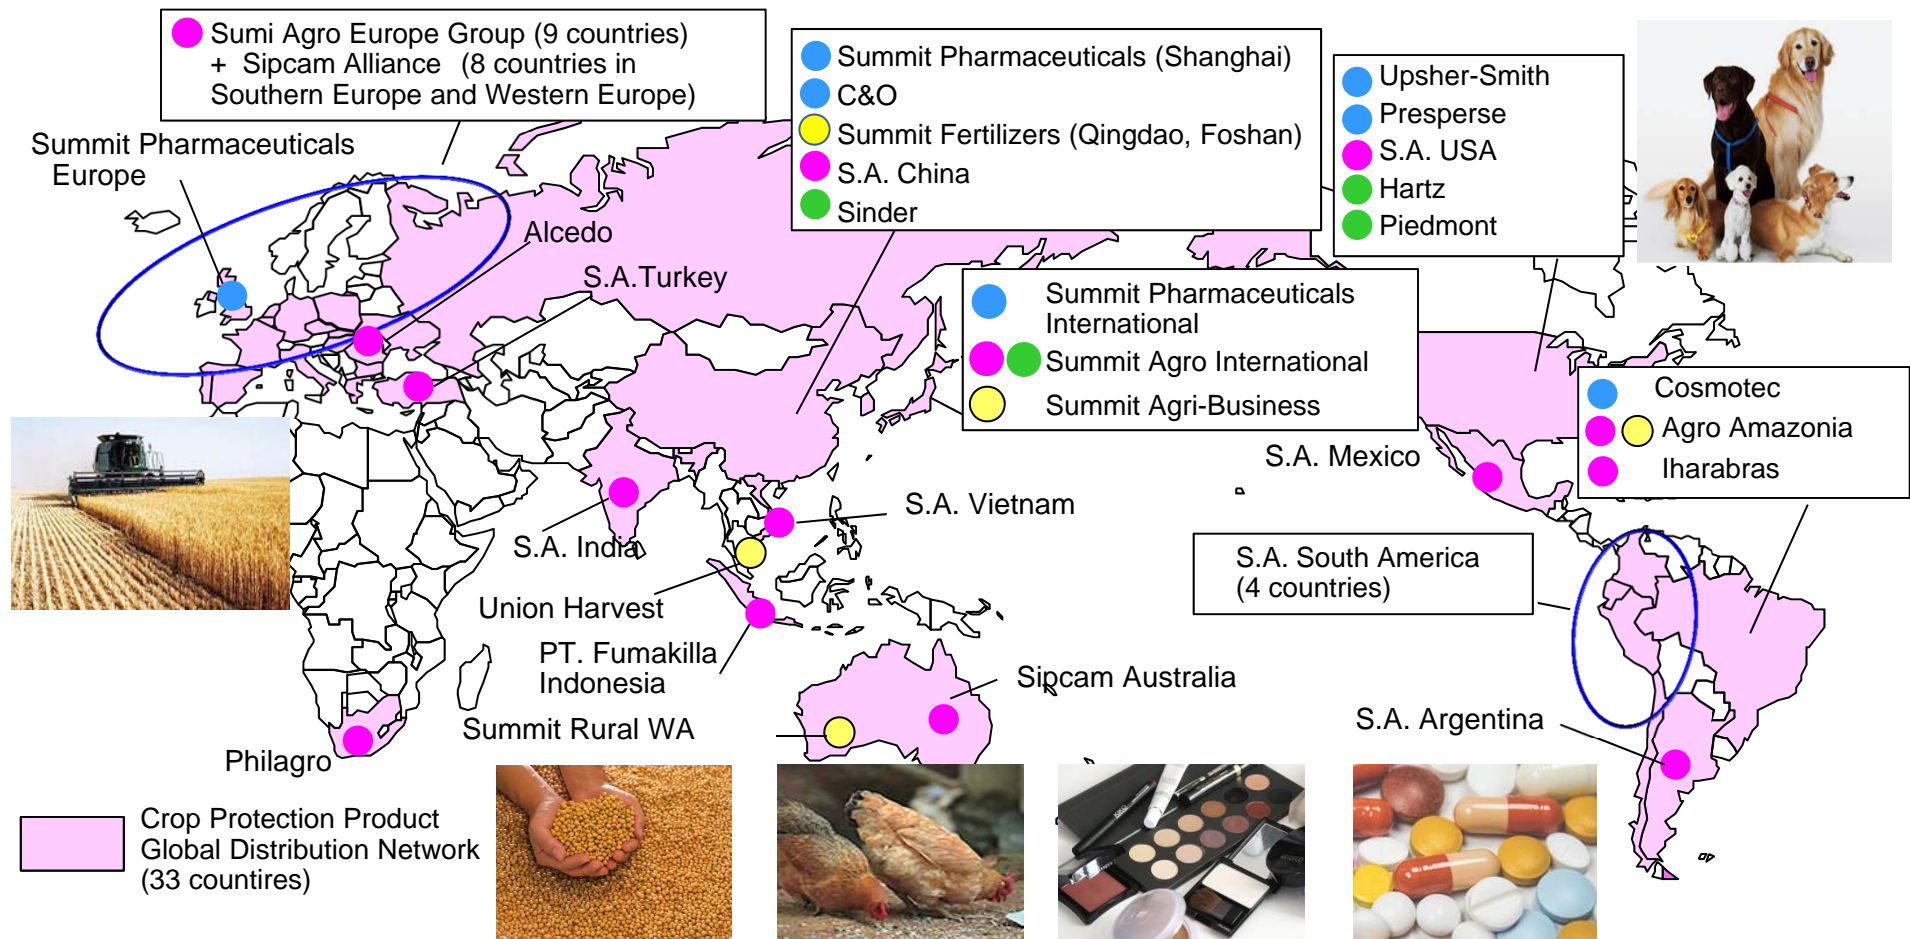 Sumi Agro Europe Group (9 countries)
+ Sipcam Alliance (8 countries in
Southern Europe and Western Europe)
Summit Pharmaceuticals
Europe
Alcedo
S.A.Turkey
Summit Pharmaceuticals (Shanghai)
C&O
Summit Fertilizers (Qingdao, Foshan)
S.A. China
Sinder
Upsher-Smith
Presperse
S.A. USA
Hartz
Piedmont
Summit Pharmaceuticals
International
Summit Agro International
Summit Agri-Business
Cosmotec
Agro Amazonia
Iharabras
S.A. Mexico
S.A. Vietnam
S.A. India
Union Harvest
S.A. South America
(4 countries)
PT. Fumakilla
Indonesia
Sipcam Australia
Summit Rural WA
S.A. Argentina
Philagro
Crop Protection Product
Global Distribution Network
(33 countires)